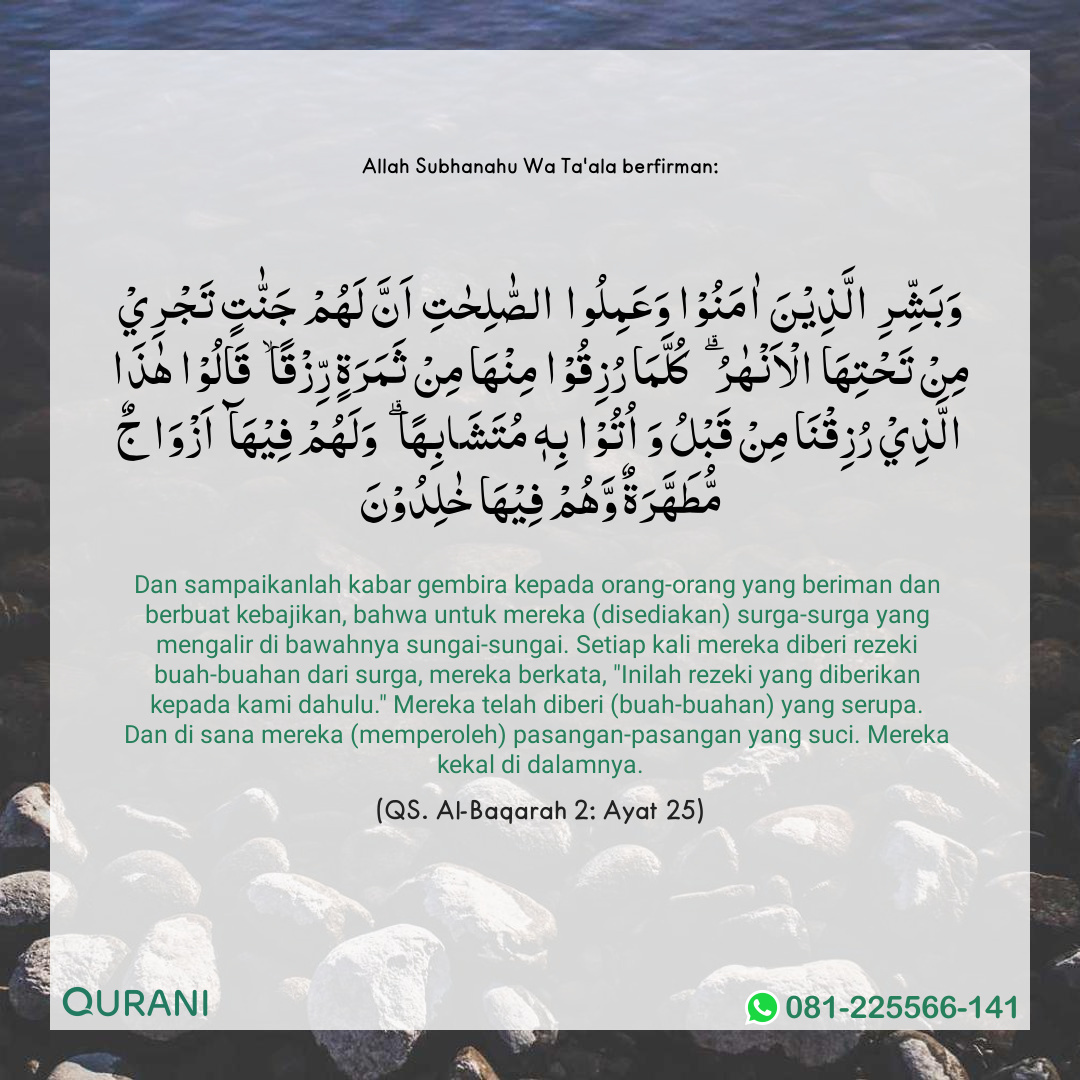 Allah Subhanahu Wa Ta'ala berfirman:
وَبَشِّرِ الَّذِيْنَ اٰمَنُوْا وَعَمِلُوا الصّٰلِحٰتِ اَنَّ لَهُمْ جَنّٰتٍ تَجْرِيْ
مِنْ تَحْتِهَا الْاَنْهٰرُ ۗ كُلَّمَا رُزِقُوْا مِنْهَا مِنْ ثَمَرَةٍ رِّزْقًا ۙ قَالُوْا هٰذَا
الَّذِيْ رُزِقْنَا مِنْ قَبْلُ وَ اُتُوْا بِهٖ مُتَشَابِهًا ۗ وَلَهُمْ فِيْهَاۤ اَزْوَا جٌ
مُّطَهَّرَةٌ وَّهُمْ فِيْهَا خٰلِدُوْنَ
Dan sampaikanlah kabar gembira kepada orang-orang yang beriman dan
berbuat kebajikan, bahwa untuk mereka (disediakan) surga-surga yang
mengalir di bawahnya sungai-sungai. Setiap kali mereka diberi rezeki
buah-buahan dari surga, mereka berkata, "Inilah rezeki yang diberikan
kepada kami dahulu." Mereka telah diberi (buah-buahan) yang serupa.
Dan di sana mereka (memperoleh) pasangan-pasangan yang suci. Mereka
kekal di dalamnya.
(QS. Al-Baqarah 2: Ayat 25)
QURANI
081-225566-141